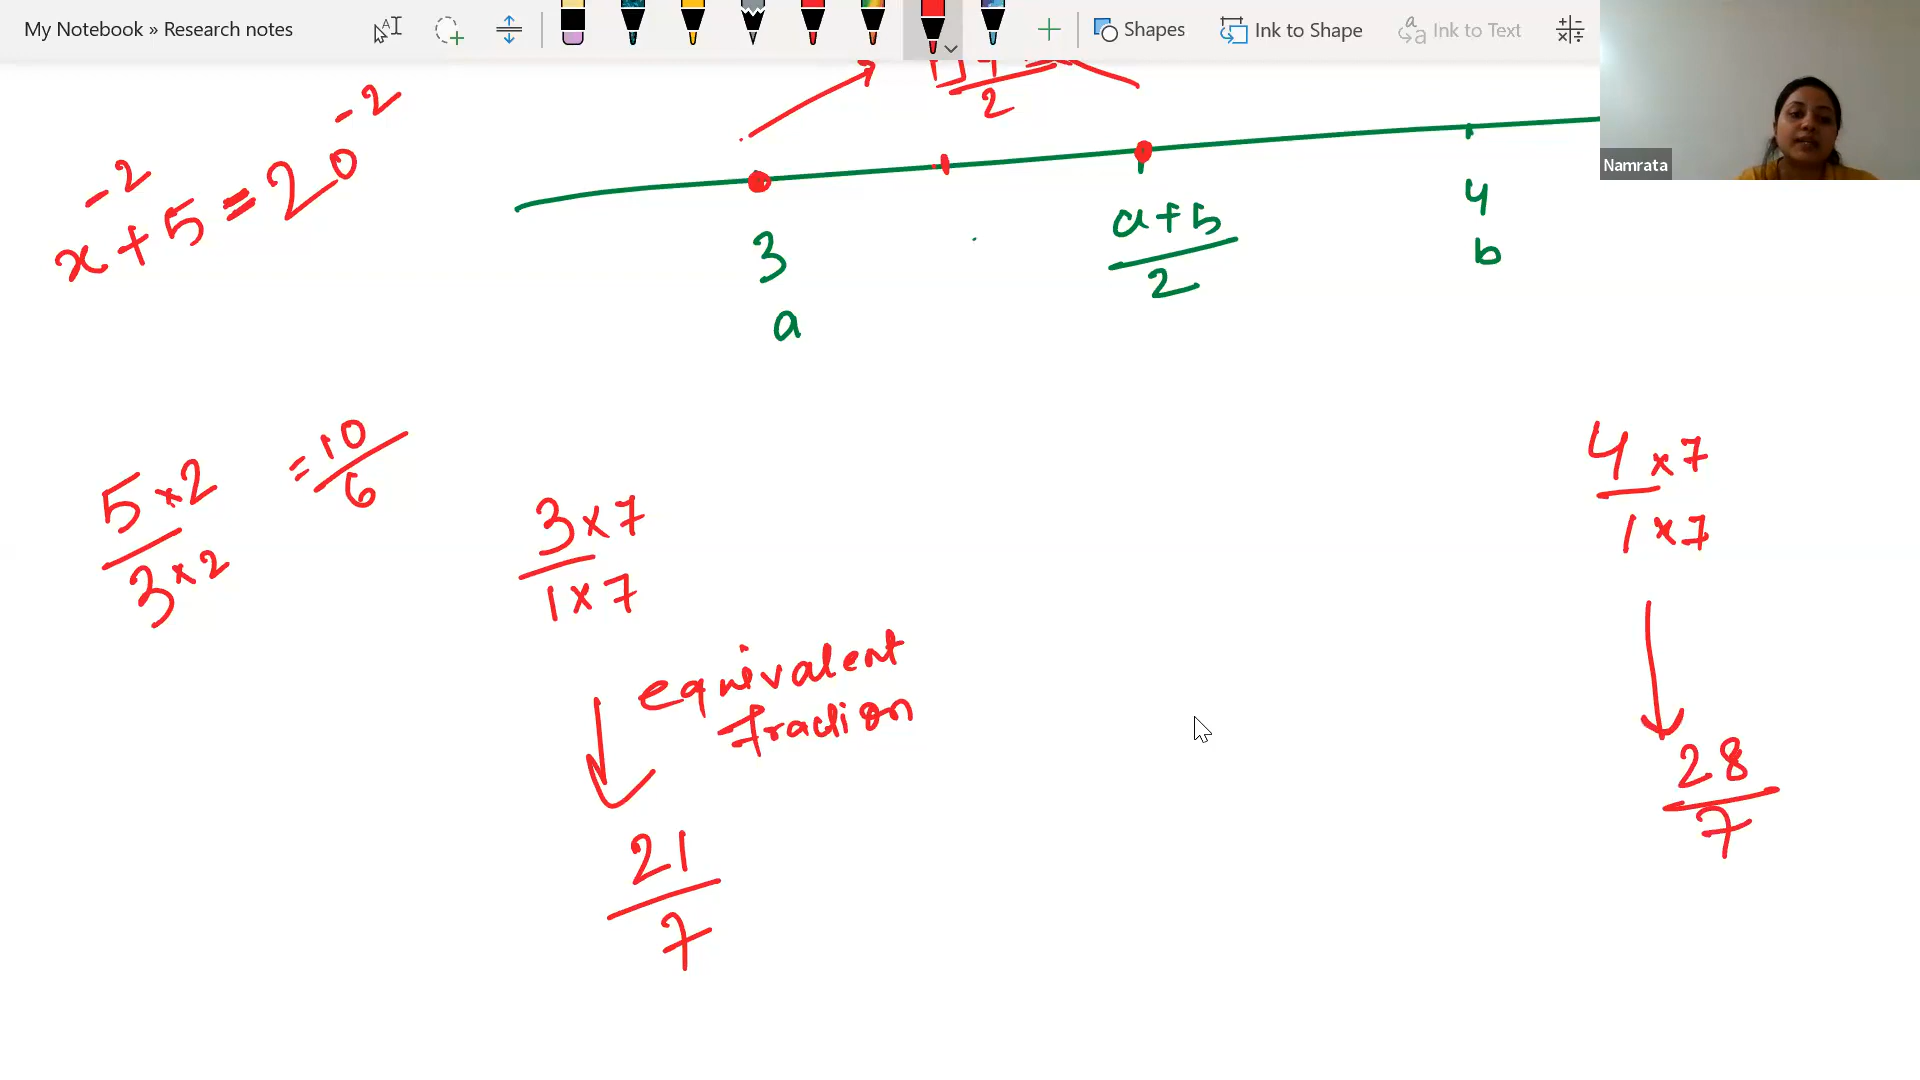 My Notebook » Research notes
Shapes
Ink to Shape
Ink to Text
Namrata
2
-2 -2
x + 5 = 20
3
a
a+b
2
4
b
5×2 = 10
3×2 6
3×7
1×7
equivalent
fraction
21
7
4×7
1×7
28
7